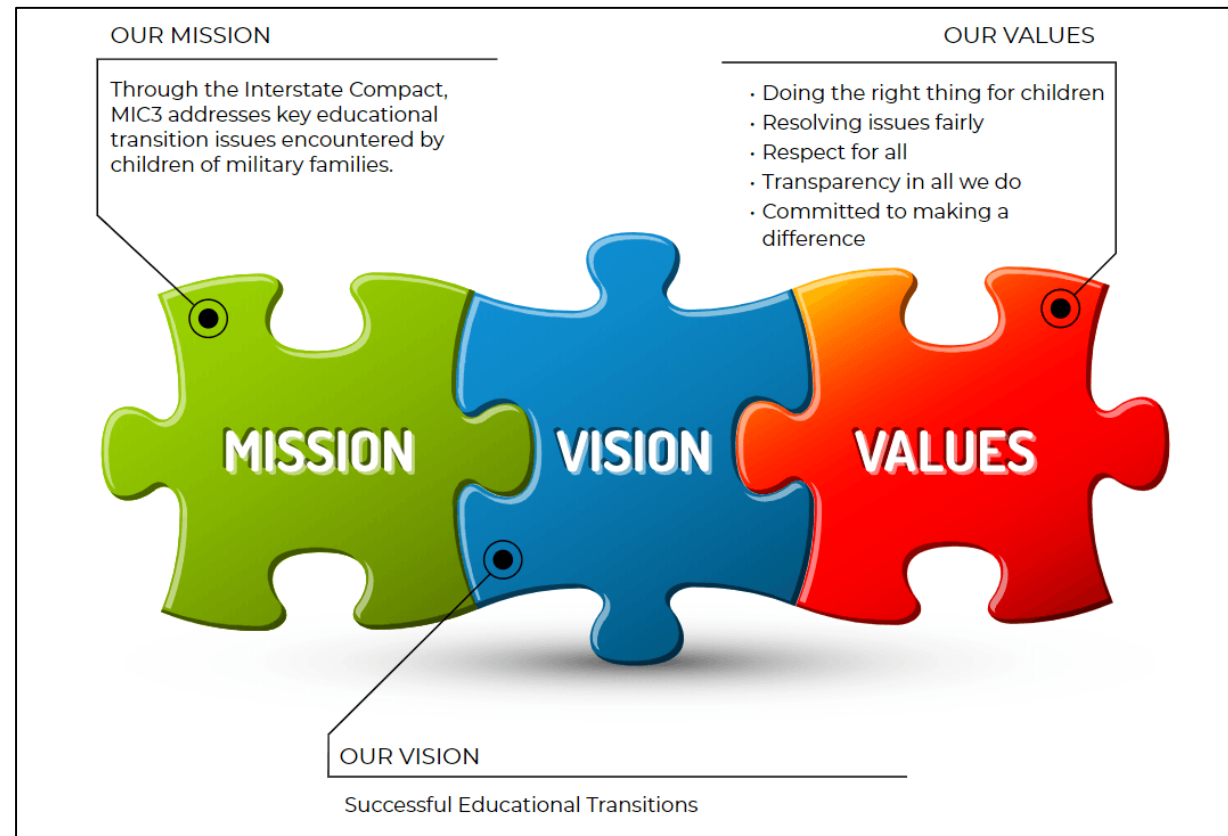 OUR MISSION
Through the Interstate Compact,
MIC3 addresses key educational
transition issues encountered by
children of military families.
OUR VALUES
· Doing the right thing for children
· Resolving issues fairly
· Respect for all
· Transparency in all we do
· Committed to making a
difference
MISSION
VISION
VALUES
OUR VISION
Successful Educational Transitions